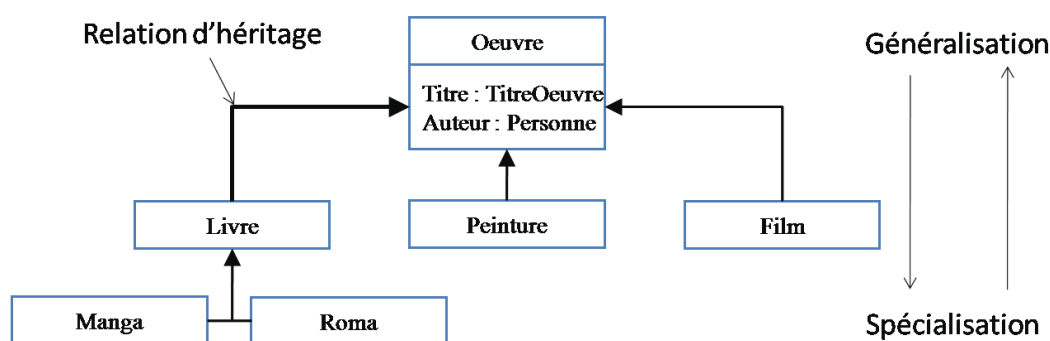 Relation d'héritage
Oeuvre
Généralisation
Titre : TitreOeuvre
Auteur : Personne
Livre
Peinture
Film
Manga
Roma
Spécialisation